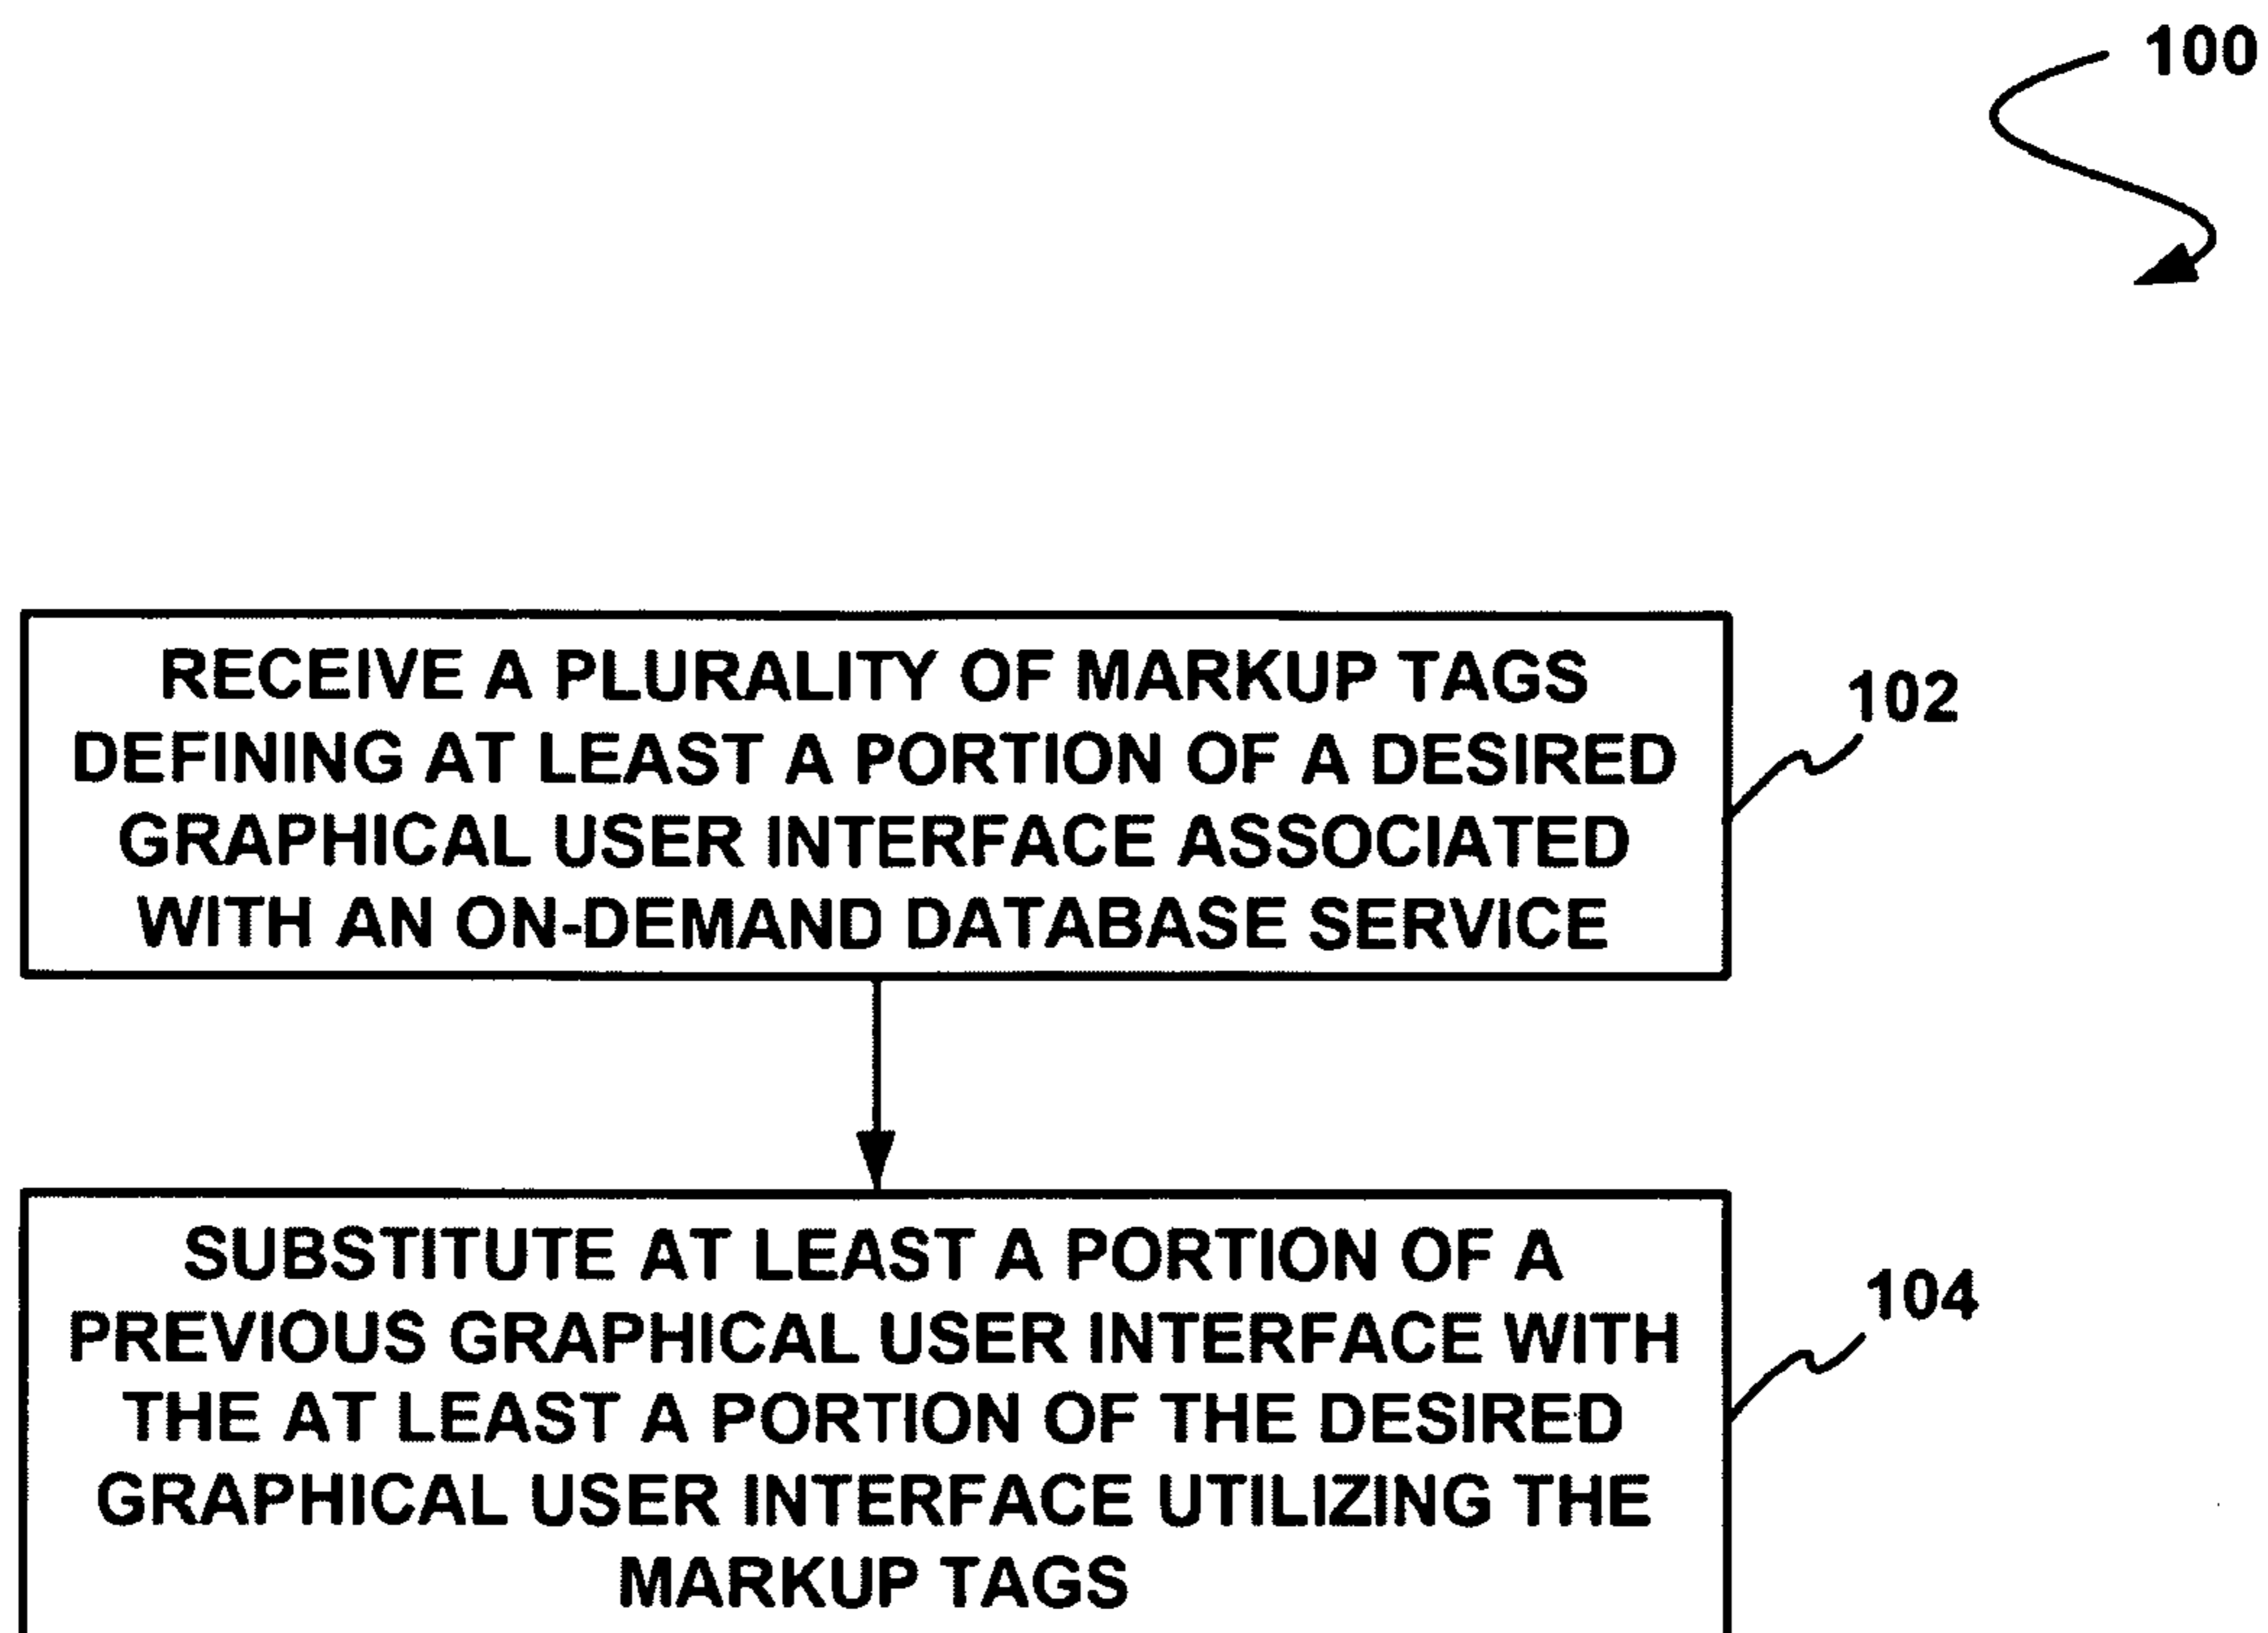 100
RECEIVE A PLURALITY OF MARKUP TAGS
DEFINING AT LEAST A PORTION OF A DESIRED
GRAPHICAL USER INTERFACE ASSOCIATED
WITH AN ON-DEMAND DATABASE SERVICE
102
SUBSTITUTE AT LEAST A PORTION OF A
PREVIOUS GRAPHICAL USER INTERFACE WITH
THE AT LEAST A PORTION OF THE DESIRED
GRAPHICAL USER INTERFACE UTILIZING THE
MARKUP TAGS
104